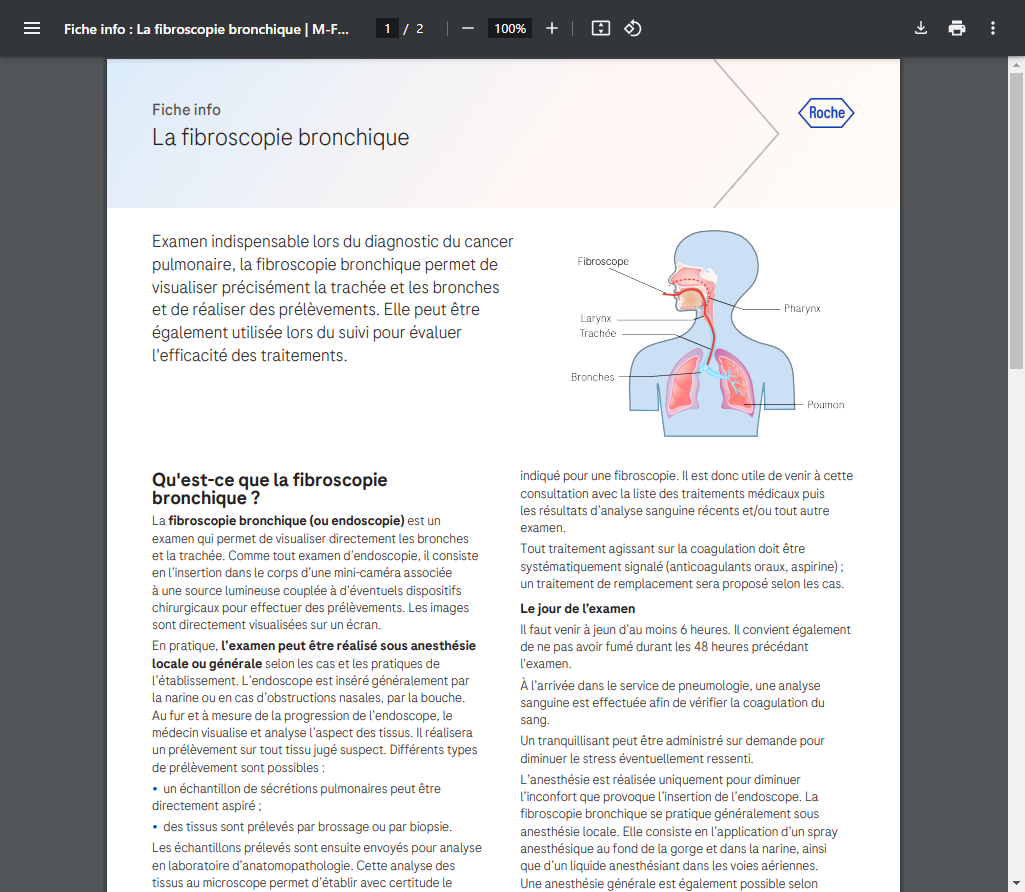 Fiche info : La fibroscopie bronchique | M-F...
1 / 2
100%
Fiche info
La fibroscopie bronchique
Roche
Examen indispensable lors du diagnostic du cancer
pulmonaire, la fibroscopie bronchique permet de
visualiser précisément la trachée et les bronches
et de réaliser des prélèvements. Elle peut être
également utilisée lors du suivi pour évaluer
l'efficacité des traitements.
Fibroscope
Pharynx
Larynx
Trachée
Bronches
Poumon
Qu'est-ce que la fibroscopie
bronchique ?
La fibroscopie bronchique (ou endoscopie) est un
examen qui permet de visualiser directement les bronches
et la trachée. Comme tout examen d'endoscopie, il consiste
en l'insertion dans le corps d'une mini-caméra associée
à une source lumineuse couplée à d'éventuels dispositifs
chirurgicaux pour effectuer des prélèvements. Les images
sont directement visualisées sur un écran.
En pratique, l'examen peut être réalisé sous anesthésie
locale ou générale selon les cas et les pratiques de
l'établissement. L'endoscope est inséré généralement par
la narine ou en cas d'obstructions nasales, par la bouche.
Au fur et à mesure de la progression de l'endoscope, le
médecin visualise et analyse l'aspect des tissus. Il réalisera
un prélèvement sur tout tissu jugé suspect. Différents types
de prélèvement sont possibles :
• un échantillon de sécrétions pulmonaires peut être
directement aspiré ;
• des tissus sont prélevés par brossage ou par biopsie.
Les échantillons prélevés sont ensuite envoyés pour analyse
en laboratoire d'anatomopathologie. Cette analyse des
tissus au microscope permet d'établir avec certitude le
indiqué pour une fibroscopie. Il est donc utile de venir à cette
consultation avec la liste des traitements médicaux puis
les résultats d'analyse sanguine récents et/ou tout autre
examen.
Tout traitement agissant sur la coagulation doit être
systématiquement signalé (anticoagulants oraux, aspirine) ;
un traitement de remplacement sera proposé selon les cas.
Le jour de l'examen
Il faut venir à jeun d'au moins 6 heures. Il convient également
de ne pas avoir fumé durant les 48 heures précédant
l'examen.
À l'arrivée dans le service de pneumologie, une analyse
sanguine est effectuée afin de vérifier la coagulation du
sang.
Un tranquillisant peut être administré sur demande pour
diminuer le stress éventuellement ressenti.
L'anesthésie est réalisée uniquement pour diminuer
l'inconfort que provoque l'insertion de l'endoscope. La
fibroscopie bronchique se pratique généralement sous
anesthésie locale. Elle consiste en l'application d'un spray
anesthésique au fond de la gorge et dans la narine, ainsi
que d'un liquide anesthésiant dans les voies aériennes.
Une anesthésie générale est également possible selon